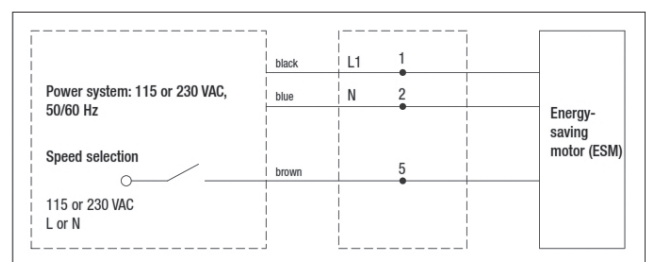 black
L1
1
Power system: 115 or 230 VAC,
50/60 Hz
blue
N
2
Energy-
saving
motor (ESM)
Speed selection
brown
5
115 or 230 VAC
L or N